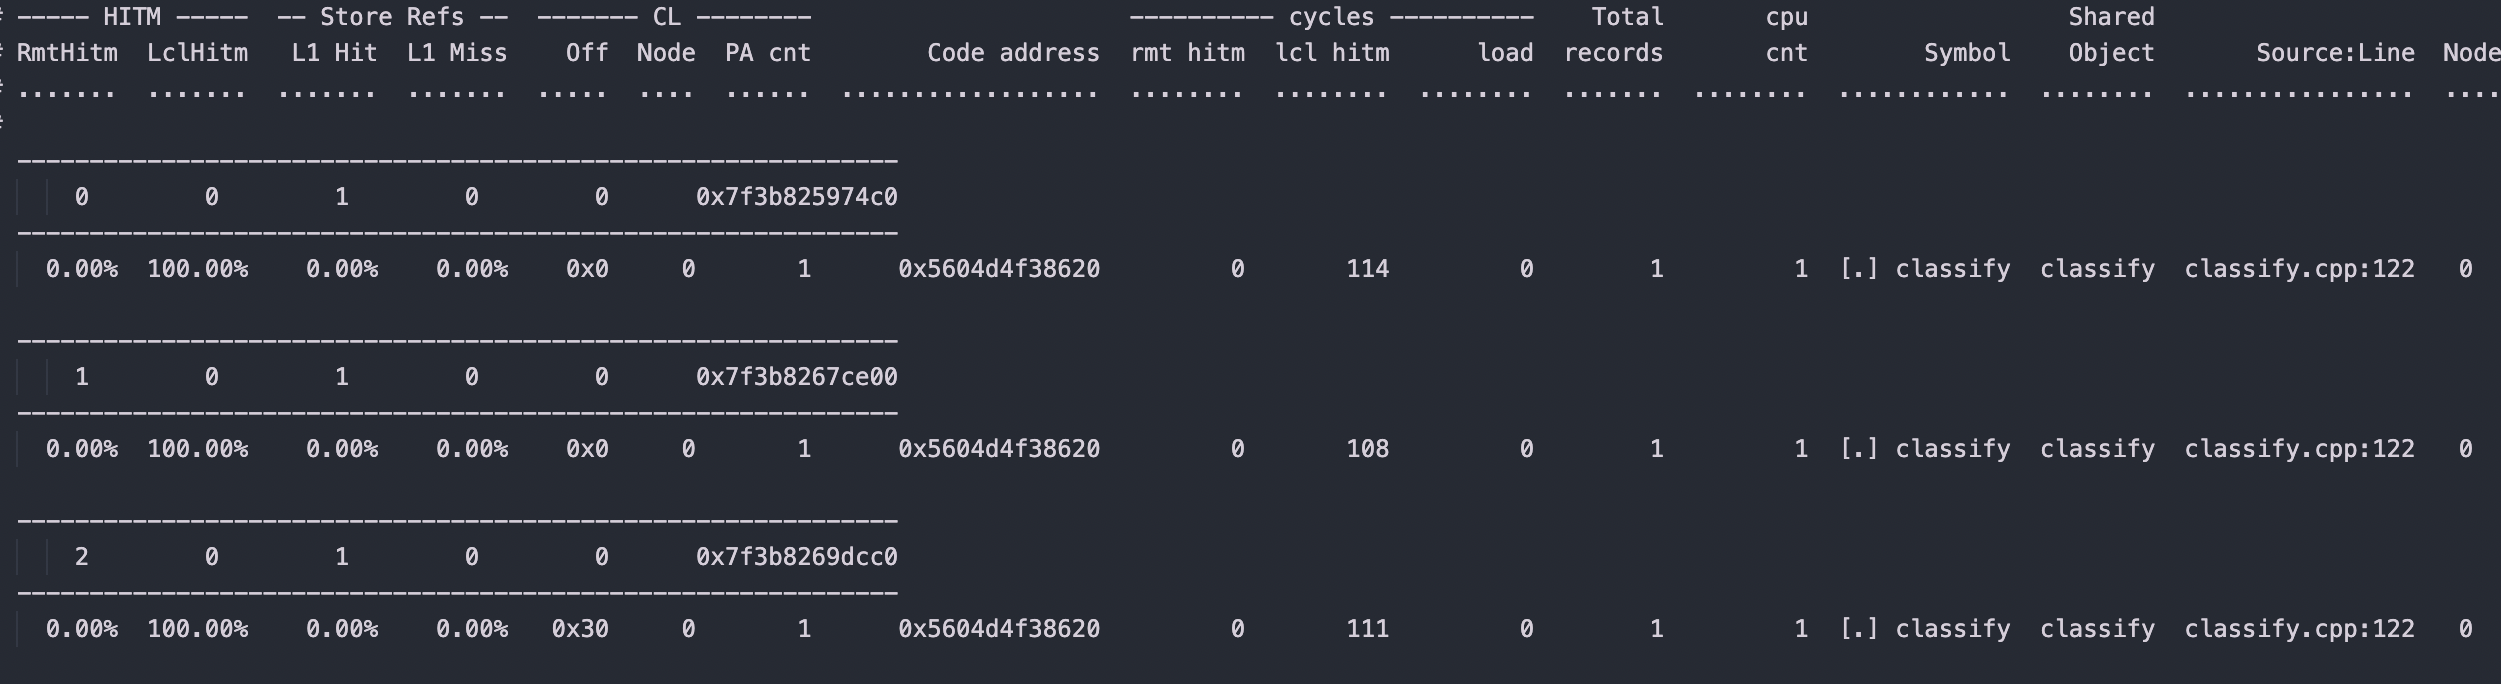 # ----- HITM -----  -- Store Refs --  ------- CL --------                      ---------- cycles ----------    Total       cpu                  Shared
# RmtHitm  LclHitm   L1 Hit  L1 Miss    Off  Node  PA cnt        Code address  rmt hitm  lcl hitm      load  records       cnt        Symbol    Object       Source:Line  Node
# .......  .......  .......  .......  .....  ....  ......  ..................  ........  ........  ........  .......  ........  ............  ........  ................  ....
#
-------------------------------------------------------------
0        0        1        0        0      0x7f3b825974c0
-------------------------------------------------------------
0.00%  100.00%    0.00%    0.00%    0x0     0       1      0x5604d4f38620         0       114         0        1         1  [.] classify  classify  classify.cpp:122   0
-------------------------------------------------------------
1        0        1        0        0      0x7f3b8267ce00
-------------------------------------------------------------
0.00%  100.00%    0.00%    0.00%    0x0     0       1      0x5604d4f38620         0       108         0        1         1  [.] classify  classify  classify.cpp:122   0
-------------------------------------------------------------
2        0        1        0        0      0x7f3b8269dcc0
-------------------------------------------------------------
0.00%  100.00%    0.00%    0.00%   0x30     0       1      0x5604d4f38620         0       111         0        1         1  [.] classify  classify  classify.cpp:122   0